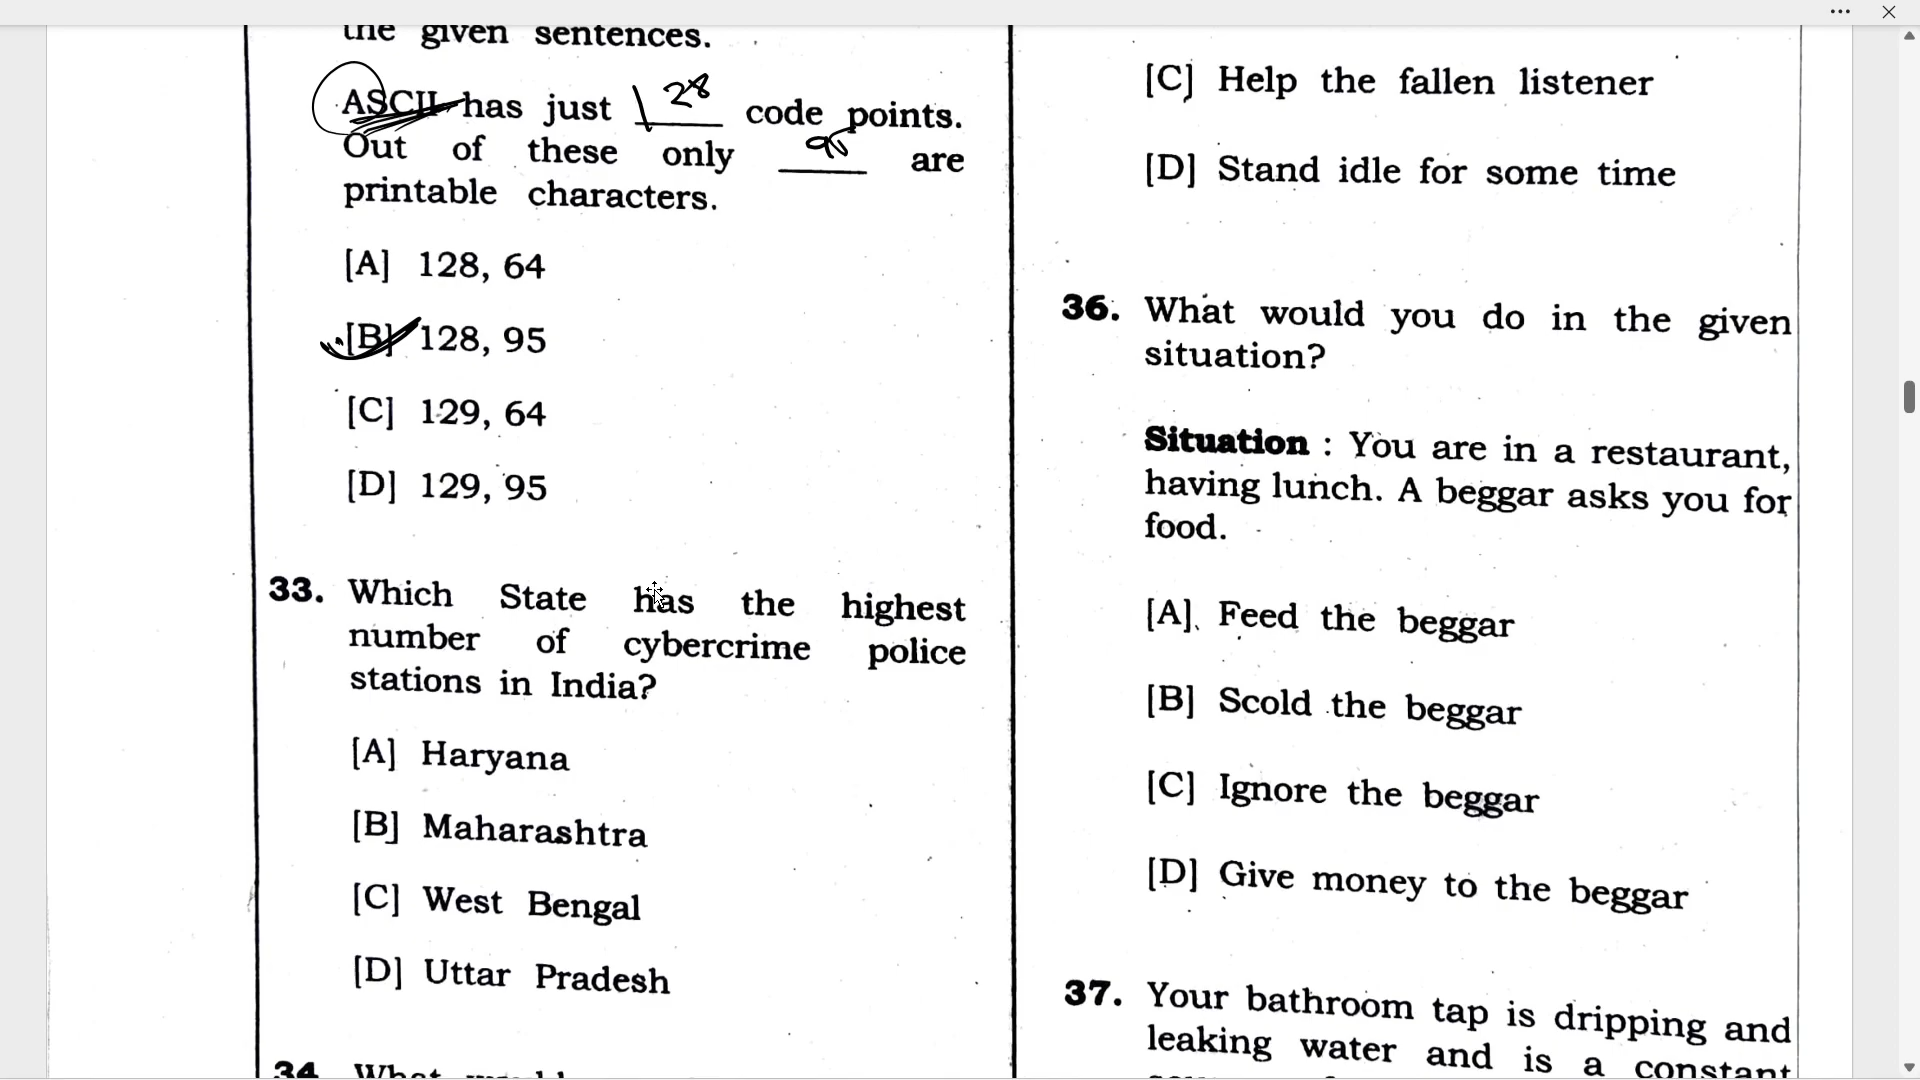 the given sentences.
ASCII has just 128 code points.
Out of these only 95 are
printable characters.
[A] 128, 64
[B] 128, 95
[C] 129, 64
[D] 129, 95
33. Which State has the highest
number of cybercrime police
stations in India?
[A] Haryana
[B] Maharashtra
[C] West Bengal
[D] Uttar Pradesh
34.
[C] Help the fallen listener
[D] Stand idle for some time
36. What would you do in the given
situation?
Situation : You are in a restaurant,
having lunch. A beggar asks you for
food.
[A] Feed the beggar
[B] Scold the beggar
[C] Ignore the beggar
[D] Give money to the beggar
37. Your bathroom tap is dripping and
leaking water and is a constant